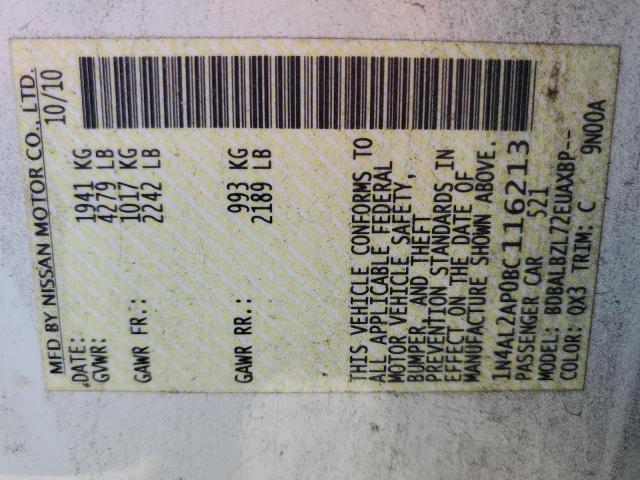 MFD BY NISSAN MOTOR CO., LTD.
DATE: 10/10
GVWR: 1941 KG
4279 LB
GAWR FR.: 1017 KG
2242 LB
GAWR RR.: 993 KG
2189 LB
THIS VEHICLE CONFORMS TO
ALL APPLICABLE FEDERAL
MOTOR VEHICLE SAFETY,
BUMPER, AND THEFT
PREVENTION STANDARDS IN
EFFECT ON THE DATE OF
MANUFACTURE SHOWN ABOVE.
1N4AL2AP0BC116213
PASSENGER CAR 521
MODEL: BDBALBZL72EUAXBP--
COLOR: QX3 TRIM: C 9N00A